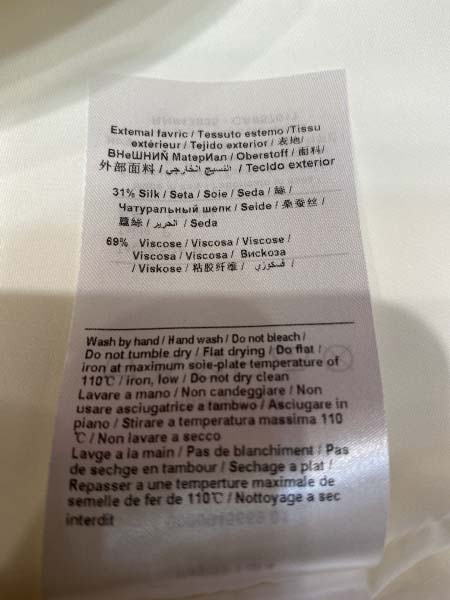 Extemal favric / Tessuto estemo /Tissu
extérieur / Tejido exterior / 表地/
ВНеШНИЙ МатерИал / Oberstoff / 面料/
外部面料 / النسيج الخارجي / Tecido exterior
31% Silk / Seta / Soie / Seda / 絲 /
Чатуральный шелк / Seide / 桑蚕丝 /
蠶絲 / الحرير / Seda
69% Viscose / Viscosa / Viscose /
Viscosa / Viscosa / Вискоза
/ Viskose / 粘胶纤维 / فسكوزي /
Wash by hand / Hand wash / Do not bleach /
Do not tumble dry / Flat drying / Do flat /
iron at maximum soie-plate temperature of
110℃ / iron, low / Do not dry clean
Lavare a mano / Non candeggiare / Non
usare asciugatrice a tambwo / Asciugare in
piano / Stirare a temperatura massima 110
℃ / Non lavare a secco
Lavge a la main / Pas de blanchiment / Pas
de sechge en tambour / Sechage a plat /
Repasser a une temperture maximale de
semelle de fer de 110℃ / Nottoyage a sec
interdit